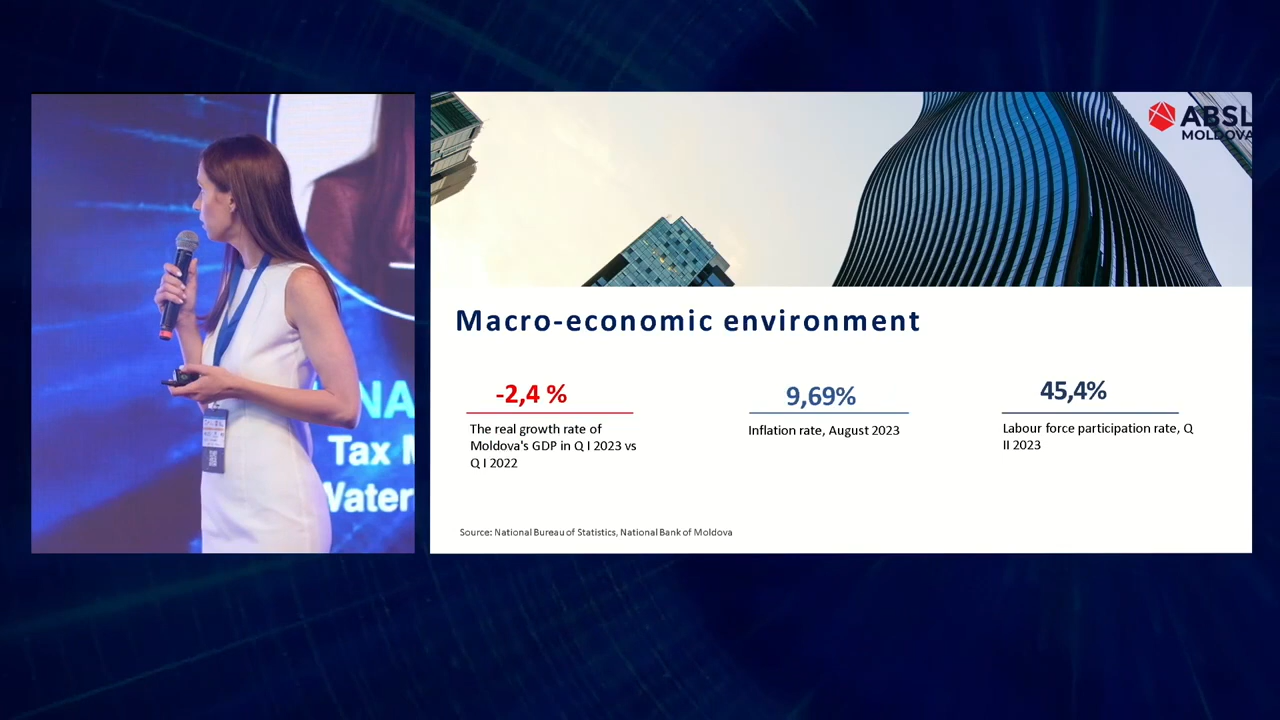 ABSL
MOLDOVA
Macro-economic environment
-2,4 %
The real growth rate of
Moldova's GDP in Q I 2023 vs
Q I 2022
9,69%
Inflation rate, August 2023
45,4%
Labour force participation rate, Q
II 2023
Source: National Bureau of Statistics, National Bank of Moldova
NA
Tax
Water